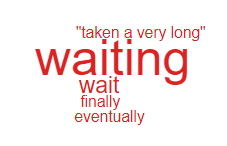 "taken a very long"
waiting
wait
finally
eventually